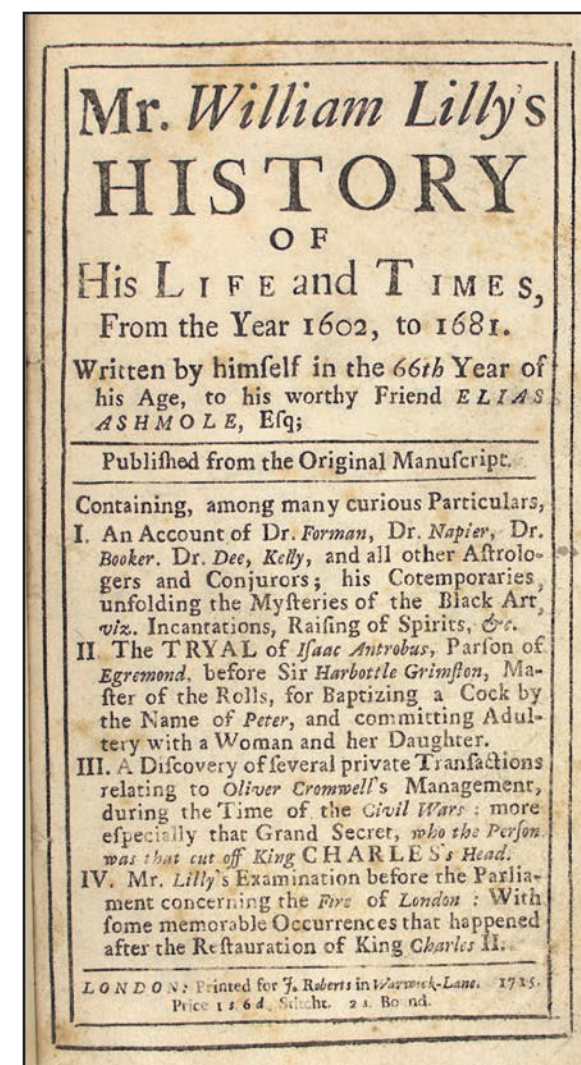 Mr. William Lilly's
HISTORY
OF
His LIFE and TIMES,
From the Year 1602, to 1681.
Written by himſelf in the 66th Year of
his Age, to his worthy Friend ELIAS
ASHMOLE, Eſq;
Publiſhed from the Original Manuſcript.
Containing, among many curious Particulars,
I. An Account of Dr. Forman, Dr. Napier, Dr.
Booker. Dr. Dee, Kelly, and all other Aſtrolo-
gers and Conjurors; his Cotemporaries,
unfolding the Myſteries of the Black Art,
viz. Incantations, Raiſing of Spirits, &c.
II. The TRYAL of Iſaac Antrobus, Parſon of
Egremond, before Sir Harbottle Grimſton, Ma-
ſter of the Rolls, for Baptizing a Cock by
the Name of Peter, and committing Adul-
tery with a Woman and her Daughter.
III. A Diſcovery of ſeveral private Tranſactions
relating to Oliver Cromwell's Management,
during the Time of the Civil Wars: more
eſpecially that Grand Secret, who the Perſon
was that cut off King CHARLES's Head.
IV. Mr. Lilly's Examination before the Parlia-
ment concerning the Fire of London: With
ſome memorable Occurrences that happened
after the Reſtauration of King Charles II.
LONDON: Printed for J. Roberts in Warwick-Lane. 1715.
Price 1 s. 6 d. Stitcht. 2 s. Bound.